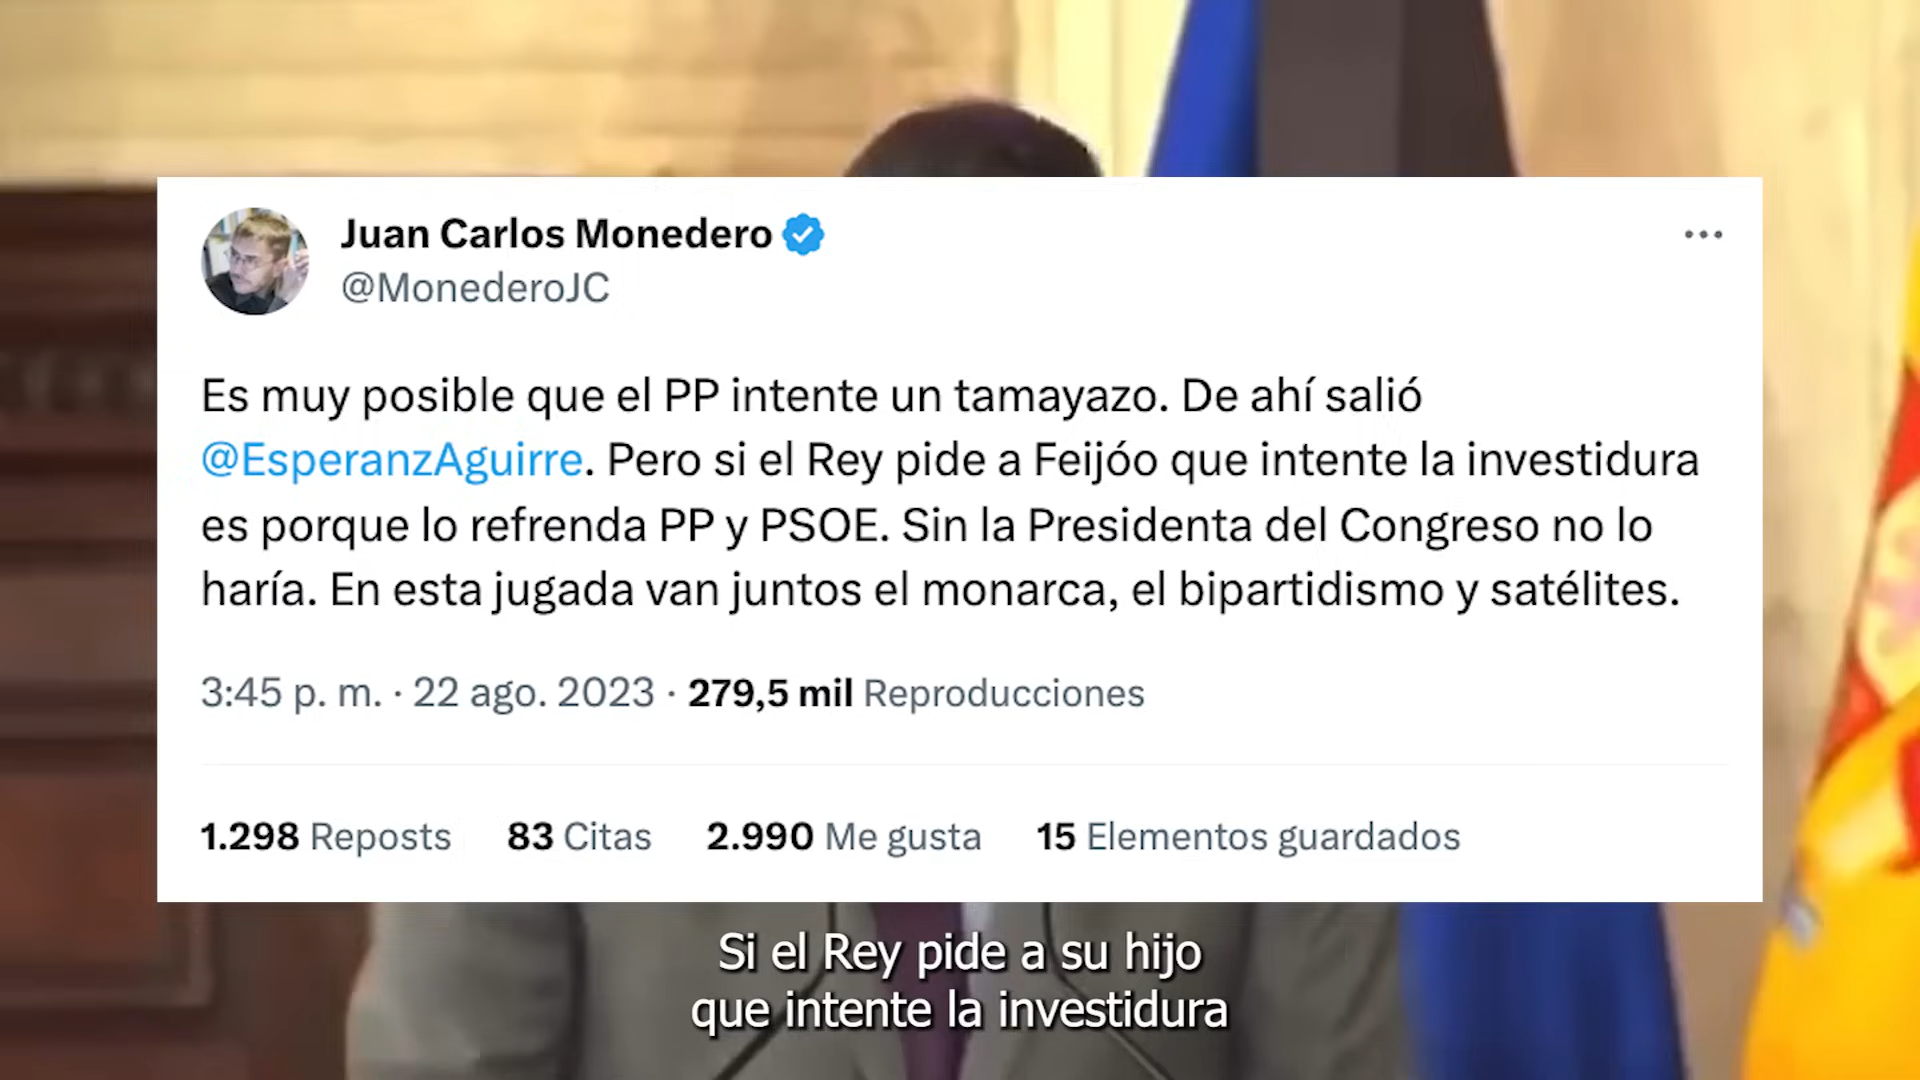 Juan Carlos Monedero
@MonederoJC
Es muy posible que el PP intente un tamayazo. De ahí salió
@EsperanzAguirre. Pero si el Rey pide a Feijóo que intente la investidura
es porque lo refrenda PP y PSOE. Sin la Presidenta del Congreso no lo
haría. En esta jugada van juntos el monarca, el bipartidismo y satélites.
3:45 p. m. · 22 ago. 2023 · 279,5 mil Reproducciones
1.298 Reposts 83 Citas 2.990 Me gusta 15 Elementos guardados
Si el Rey pide a su hijo
que intente la investidura